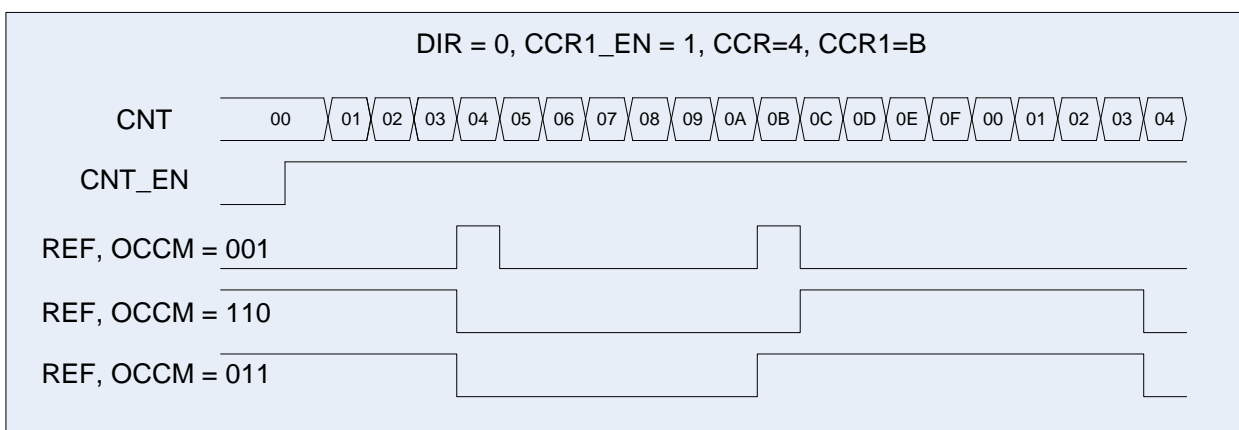 DIR = 0, CCR1_EN = 1, CCR=4, CCR1=B
CNT 00 01 02 03 04 05 06 07 08 09 0A 0B 0C 0D 0E 0F 00 01 02 03 04
CNT_EN
REF, OCCM = 001
REF, OCCM = 110
REF, OCCM = 011